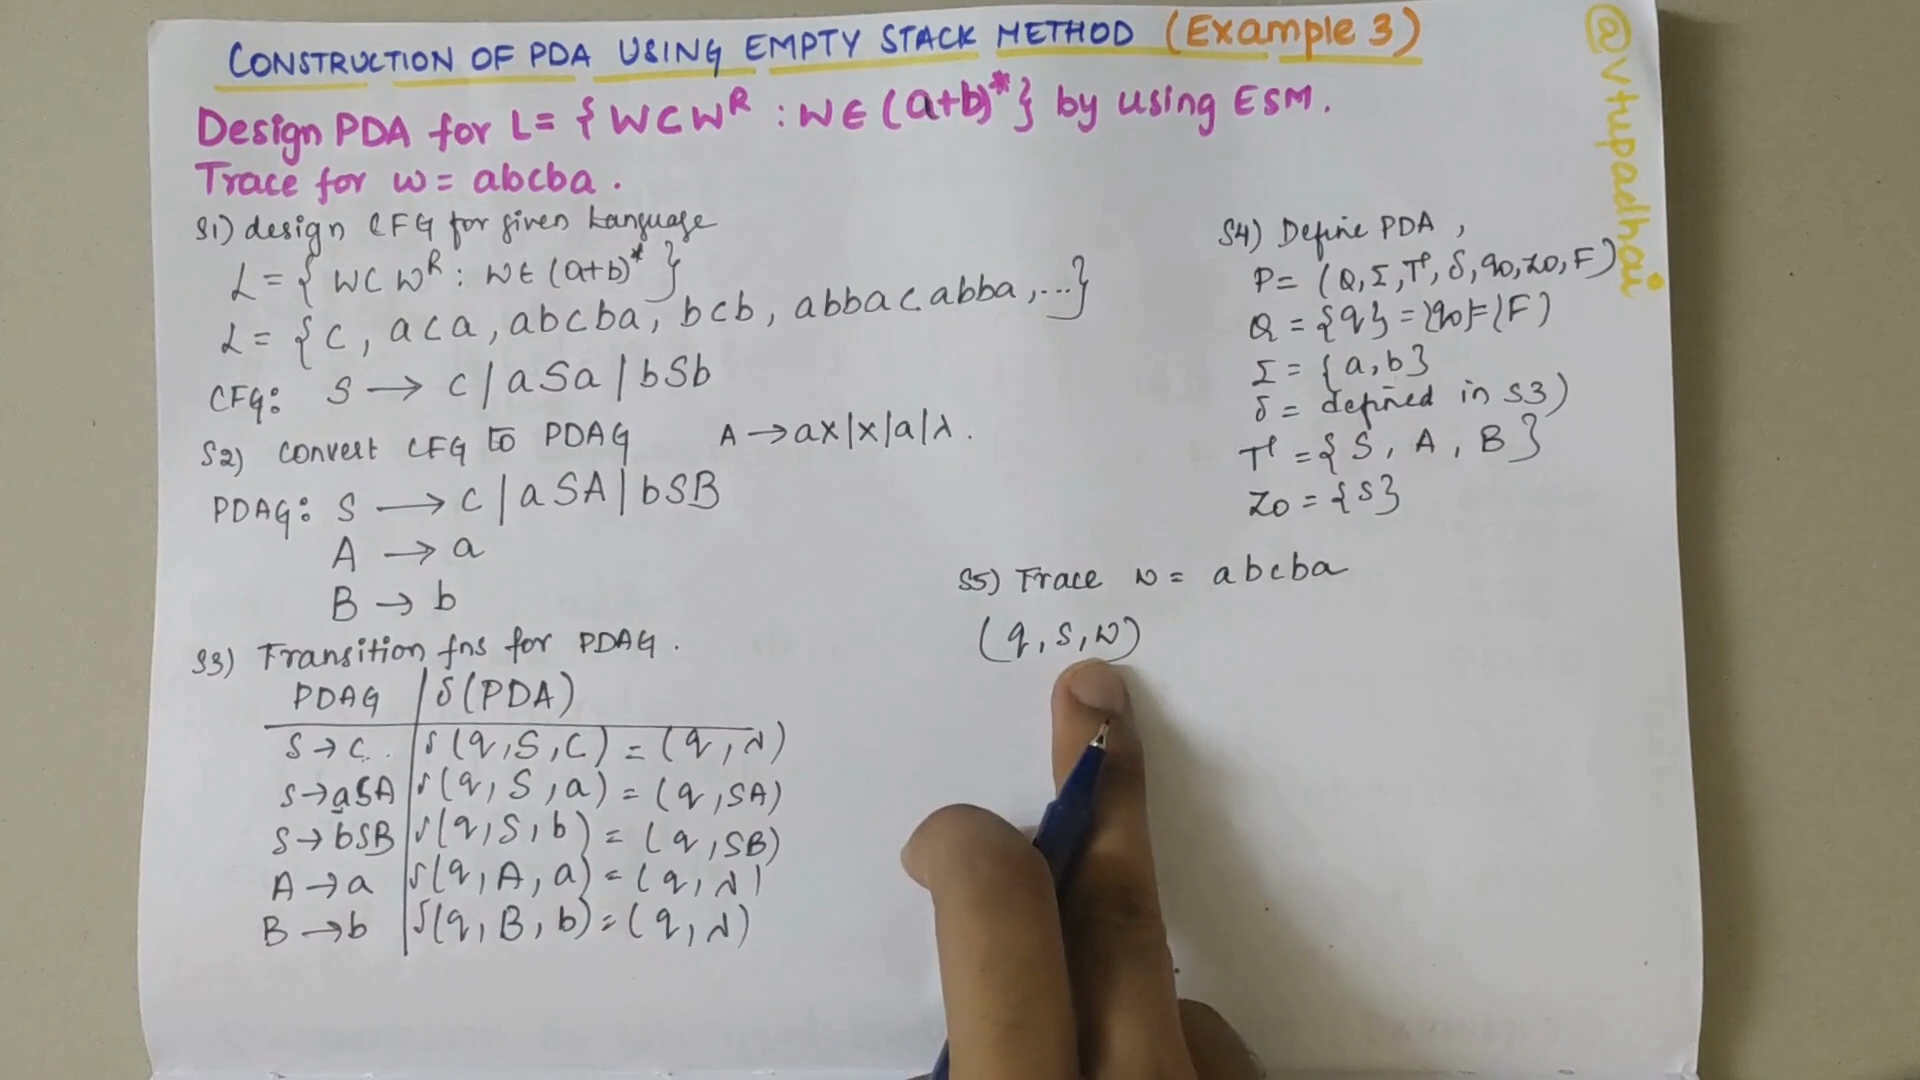 CONSTRUCTION OF PDA USING EMPTY STACK METHOD (Example 3)
Design PDA for L= { WCW^R : W∈ (a+b)^* } by using ESM.
Trace for w= abcba.
S1) design CFG for given Language
L = { WCW^R : W∈ (a+b)^* }
L = { c, aca, abcba, bcb, abbacabba,...}
CFG: S → c | aSa | bSb
S2) convert CFG to PDAG A → ax|x|a|λ.
PDAG: S → c | aSA | bSB
A → a
B → b
S3) Transition fns for PDAG.
PDAG | δ(PDA)
S → c. | δ(q,S,C) = (q,λ)
S → aSA | δ(q,S,a) = (q,SA)
S → bSB | δ(q,S,b) = (q,SB)
A → a | δ(q,A,a) = (q,λ)
B → b | δ(q,B,b) = (q,λ)
S4) Define PDA,
P = (Q,Σ,Γ,δ,q0,z0,F)
Q = {q} = {q0} = {F}
Σ = {a,b}
δ = defined in S3)
Γ = {S, A, B}
Z0 = {S}
S5) Trace w = abcba
(q,S,w)
@vtupadhai